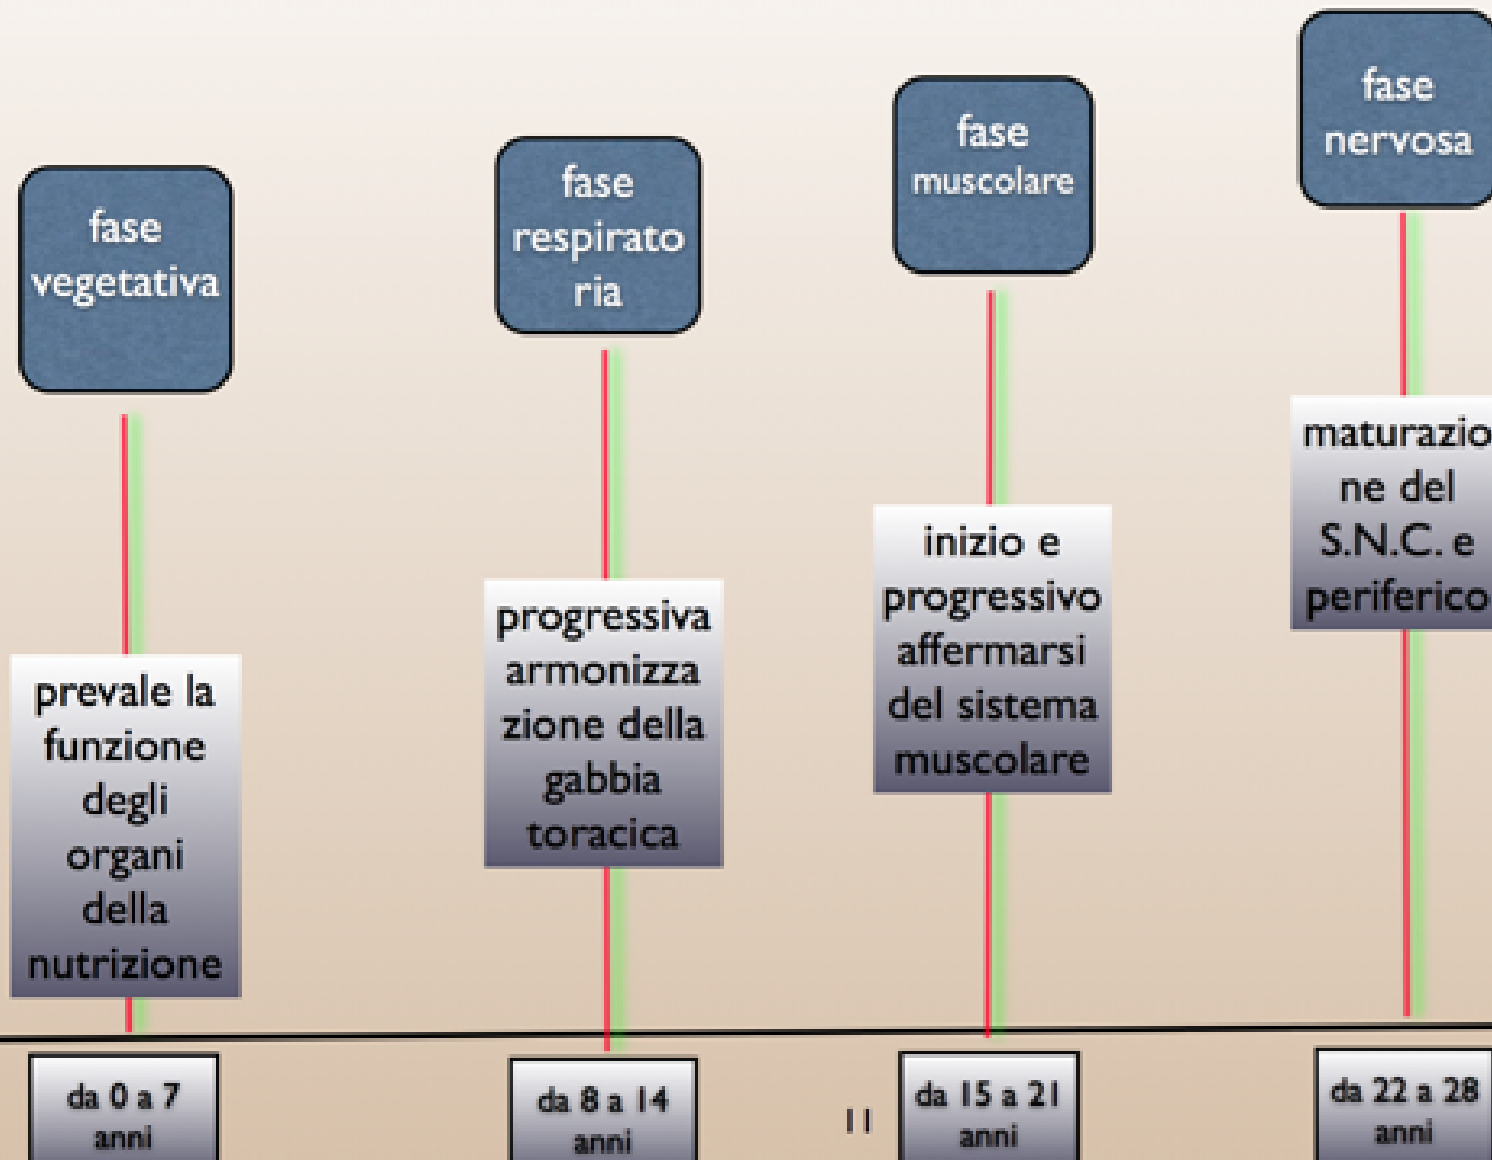 fase
vegetativa
prevale la
funzione
degli
organi
della
nutrizione
da 0 a 7
anni
fase
respirato
ria
progressiva
armonizza
zione della
gabbia
toracica
da 8 a 14
anni
fase
muscolare
inizio e
progressivo
affermarsi
del sistema
muscolare
11
da 15 a 21
anni
fase
nervosa
maturazio
ne del
S.N.C. e
periferico
da 22 a 28
anni